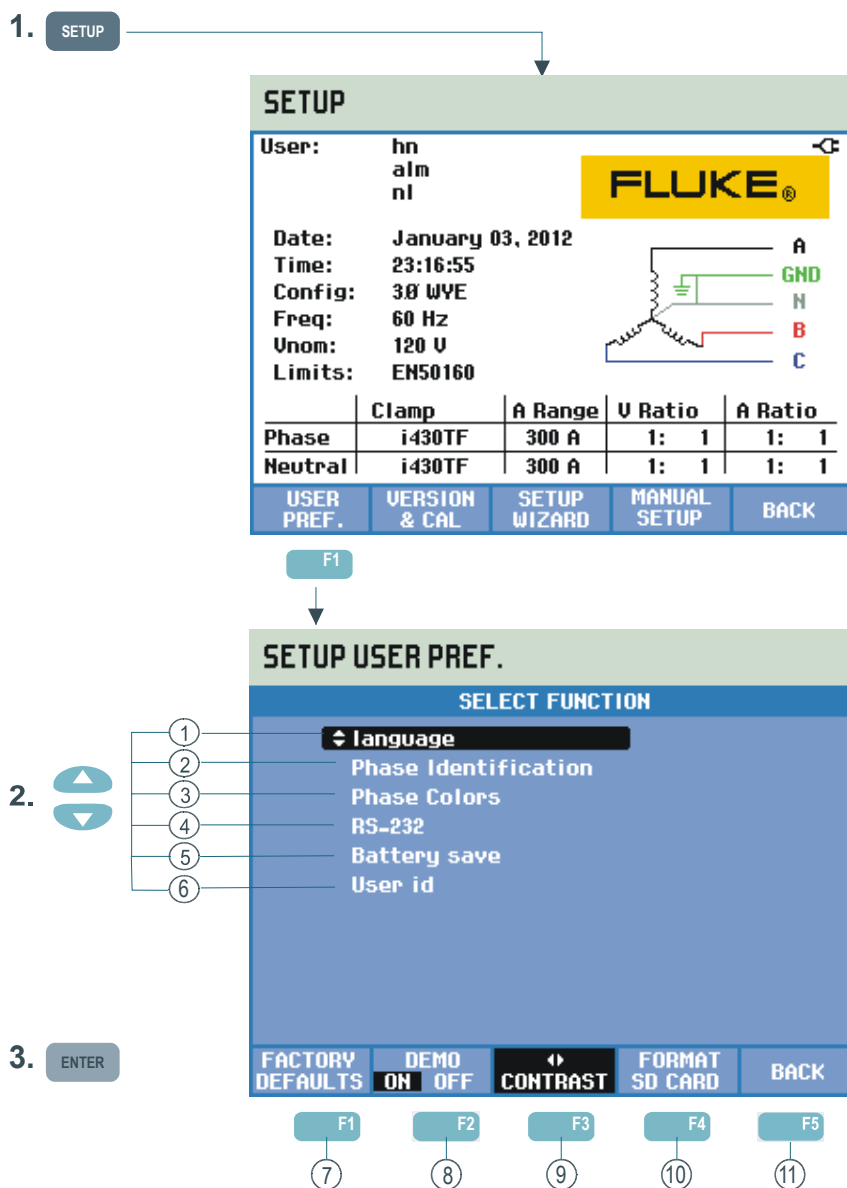 1. SETUP
SETUP
User: hn
alm
nl
FLUKE®
Date: January 03, 2012
Time: 23:16:55
Config: 3Ø WYE
Freq: 60 Hz
Vnom: 120 V
Limits: EN50160
A
GND
N
B
C
Clamp A Range V Ratio A Ratio
Phase i430TF 300 A 1: 1 1: 1
Neutral i430TF 300 A 1: 1 1: 1
USER PREF. VERSION & CAL SETUP WIZARD MANUAL SETUP BACK
F1
SETUP USER PREF.
SELECT FUNCTION
2.
1 language
2 Phase Identification
3 Phase Colors
4 RS-232
5 Battery save
6 User id
3. ENTER
FACTORY DEFAULTS DEMO ON OFF CONTRAST FORMAT SD CARD BACK
F1 F2 F3 F4 F5
7 8 9 10 11